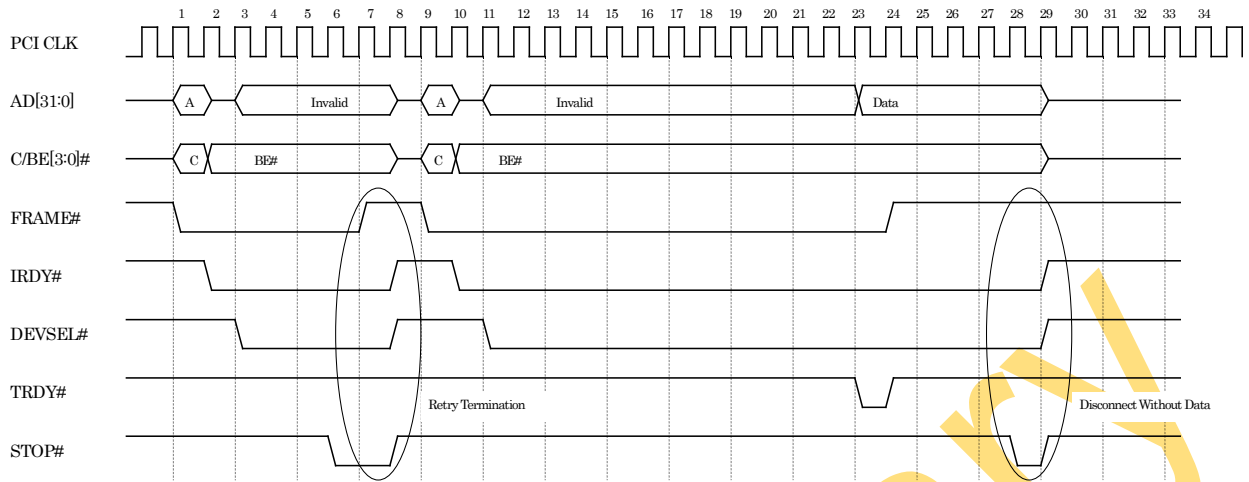 1 2 3 4 5 6 7 8 9 10 11 12 13 14 15 16 17 18 19 20 21 22 23 24 25 26 27 28 29 30 31 32 33 34
PCI CLK
AD[31:0] A Invalid A Invalid Data
C/BE[3:0]# C BE# C BE#
FRAME#
IRDY#
DEVSEL#
TRDY#
Retry Termination Disconnect Without Data
STOP#